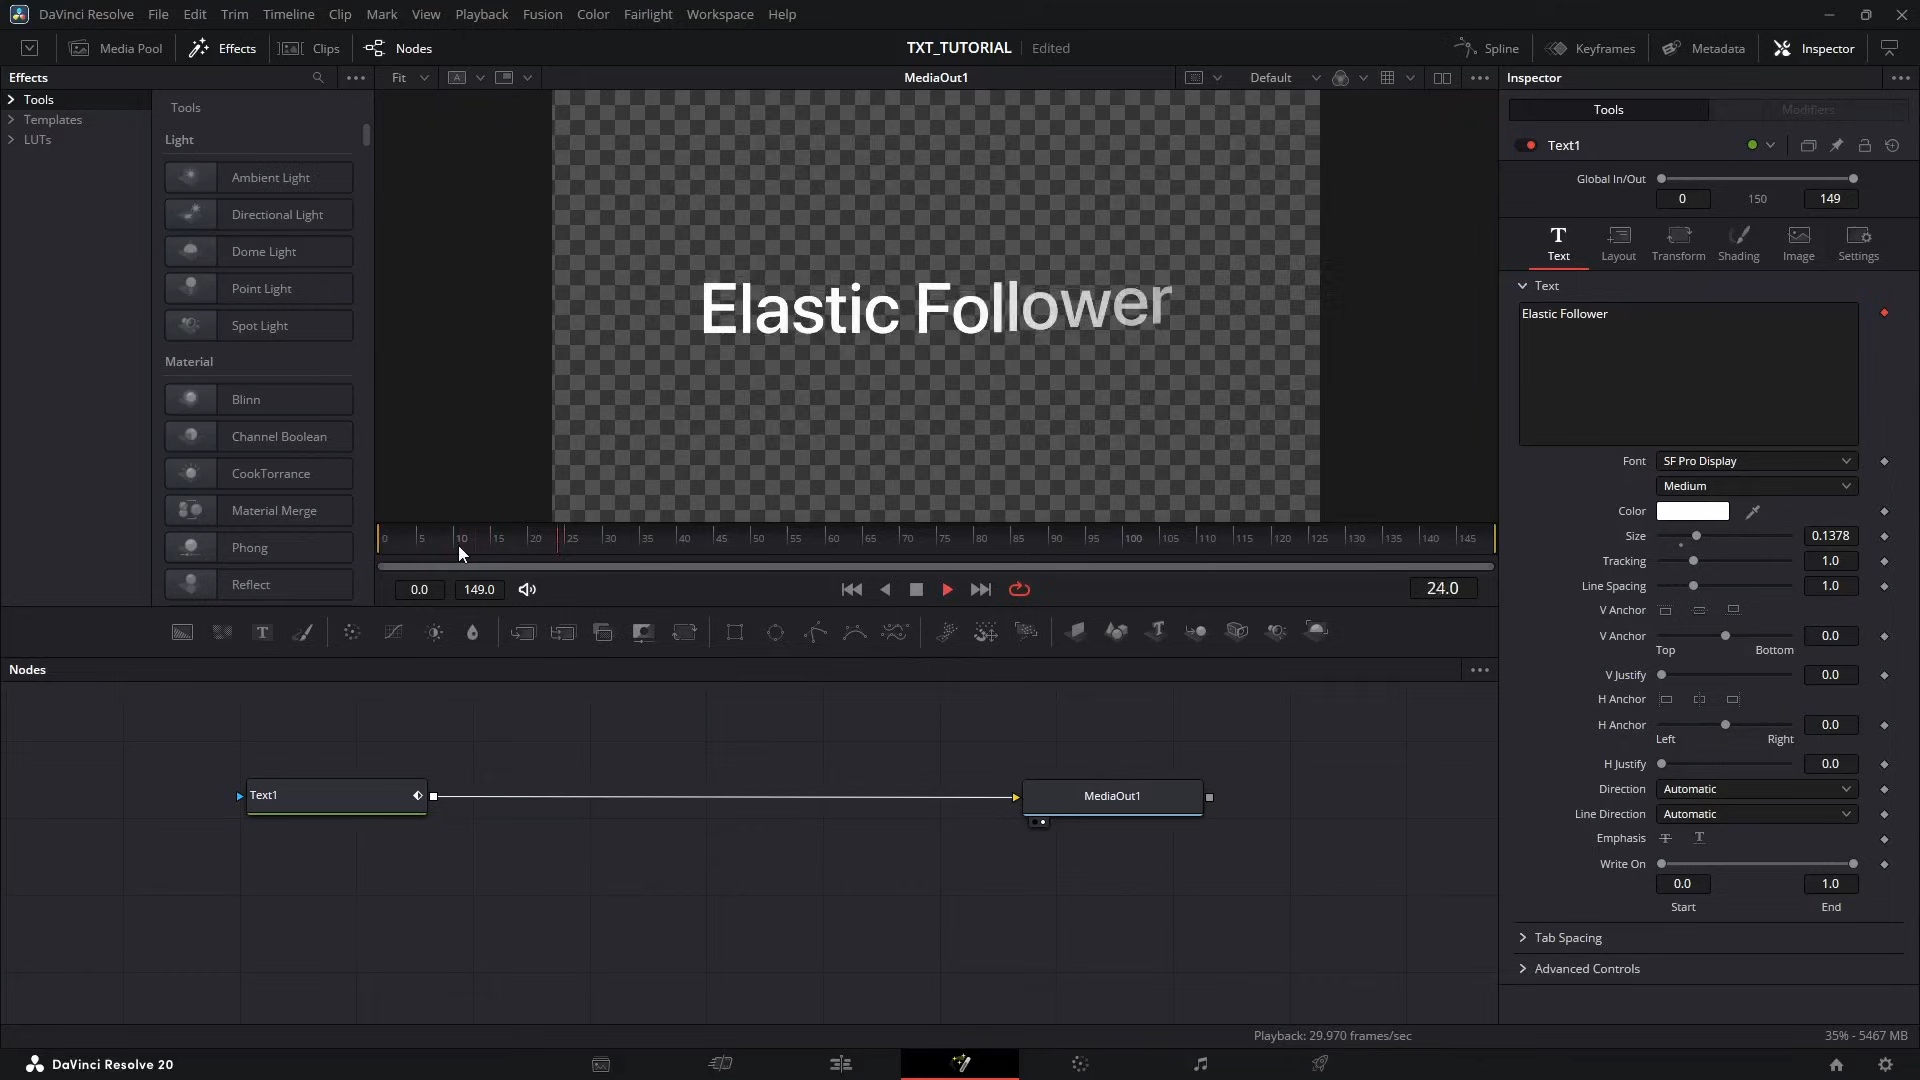 DaVinci Resolve File Edit Trim Timeline Clip Mark View Playback Fusion Color Fairlight Workspace Help
Media Pool Effects Clips Nodes TXT_TUTORIAL Edited Spline Keyframes Metadata Inspector
Effects Fit A MediaOut1 Default Inspector
Tools
Templates
LUTs
Tools
Light
Ambient Light
Directional Light
Dome Light
Point Light
Spot Light
Material
Blinn
Channel Boolean
CookTorrance
Material Merge
Phong
Reflect
Elastic Follower
0 5 10 15 20 25 30 35 40 45 50 55 60 65 70 75 80 85 90 95 100 105 110 115 120 125 130 135 140 145
0.0 149.0 24.0
Nodes
Text1
MediaOut1
Tools Modifiers
Text1
Global In/Out
0 150 149
Text Layout Transform Shading Image Settings
Text
Elastic Follower
Font SF Pro Display
Medium
Color
Size 0.1378
Tracking 1.0
Line Spacing 1.0
V Anchor
V Anchor 0.0
Top Bottom
V Justify 0.0
H Anchor
H Anchor 0.0
Left Right
H Justify 0.0
Direction Automatic
Line Direction Automatic
Emphasis T T
Write On
0.0 1.0
Start End
Tab Spacing
Advanced Controls
Playback: 29.970 frames/sec 35% - 5467 MB
DaVinci Resolve 20